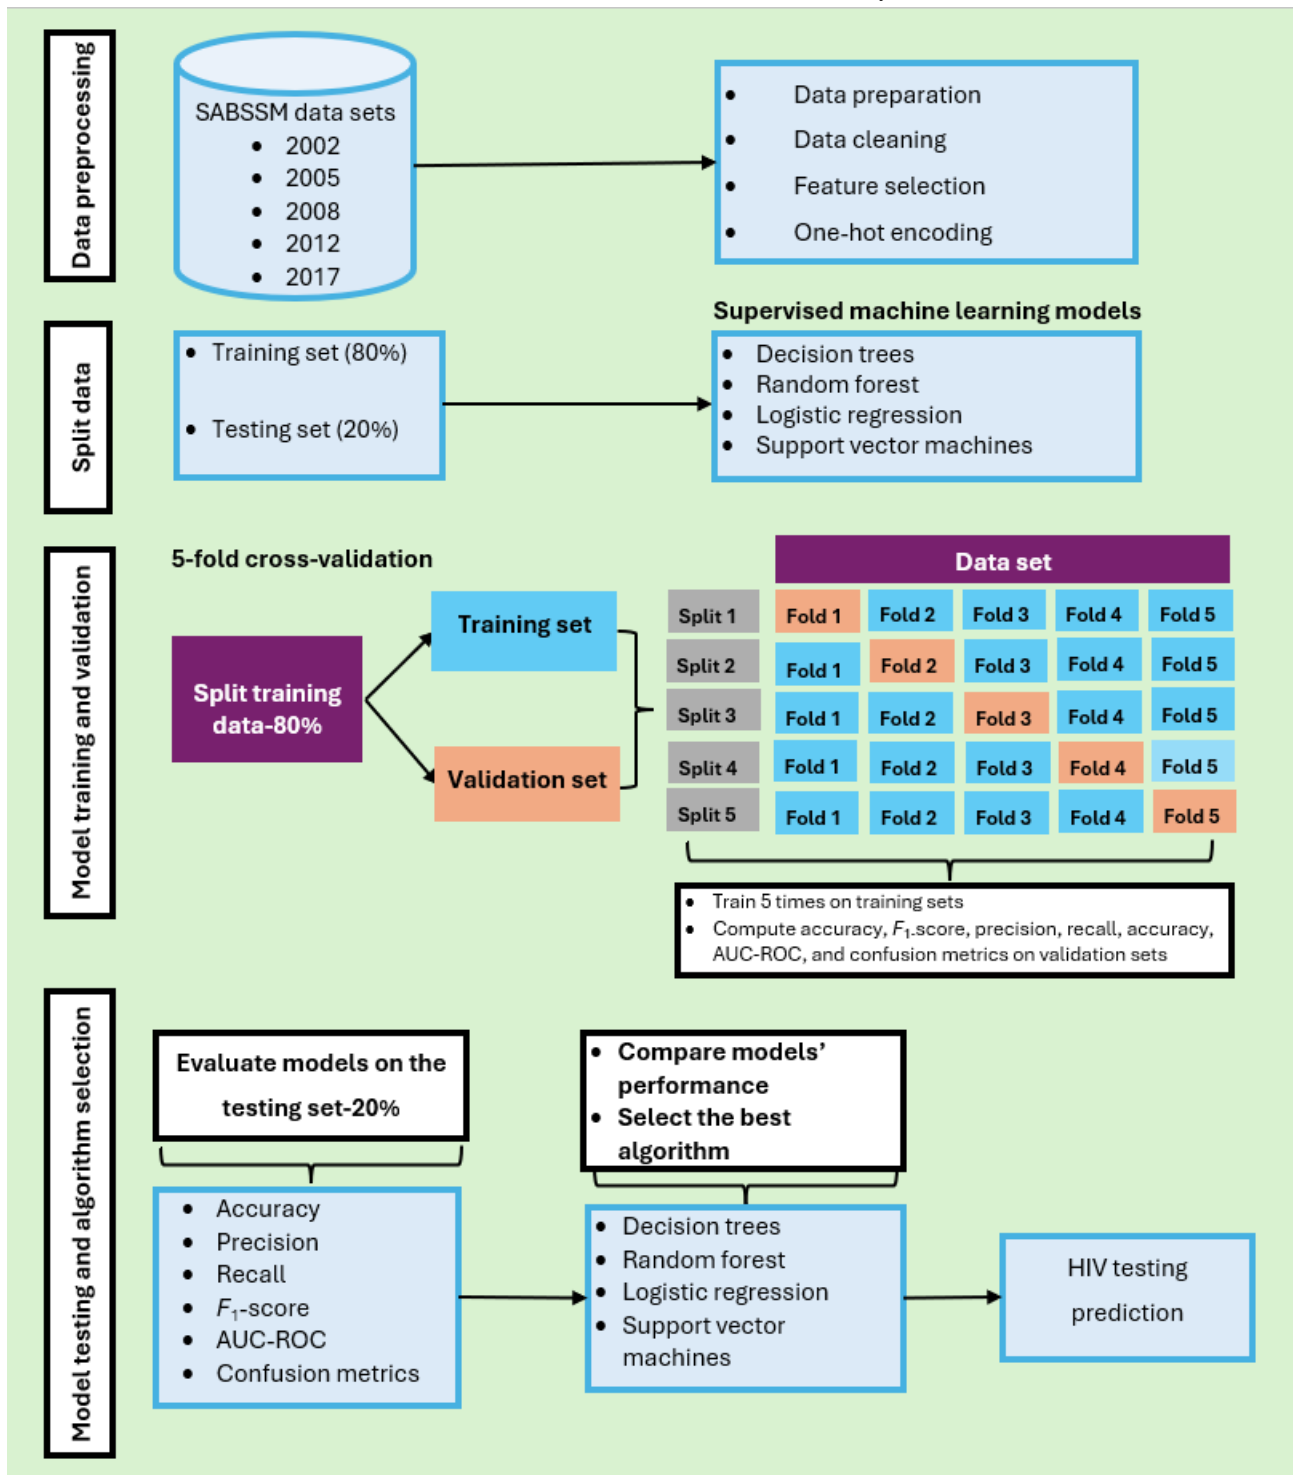 Data preprocessing
SABSSM data sets
• 2002
• 2005
• 2008
• 2012
• 2017
• Data preparation
• Data cleaning
• Feature selection
• One-hot encoding
Split data
• Training set (80%)
• Testing set (20%)
Supervised machine learning models
• Decision trees
• Random forest
• Logistic regression
• Support vector machines
Model training and validation
5-fold cross-validation
Split training
data-80%
Training set
Validation set
Data set
Split 1 Fold 1 Fold 2 Fold 3 Fold 4 Fold 5
Split 2 Fold 1 Fold 2 Fold 3 Fold 4 Fold 5
Split 3 Fold 1 Fold 2 Fold 3 Fold 4 Fold 5
Split 4 Fold 1 Fold 2 Fold 3 Fold 4 Fold 5
Split 5 Fold 1 Fold 2 Fold 3 Fold 4 Fold 5
• Train 5 times on training sets
• Compute accuracy, F₁.score, precision, recall, accuracy,
AUC-ROC, and confusion metrics on validation sets
Model testing and algorithm selection
Evaluate models on the
testing set-20%
• Accuracy
• Precision
• Recall
• F₁-score
• AUC-ROC
• Confusion metrics
• Compare models’
performance
• Select the best
algorithm
• Decision trees
• Random forest
• Logistic regression
• Support vector
machines
HIV testing
prediction